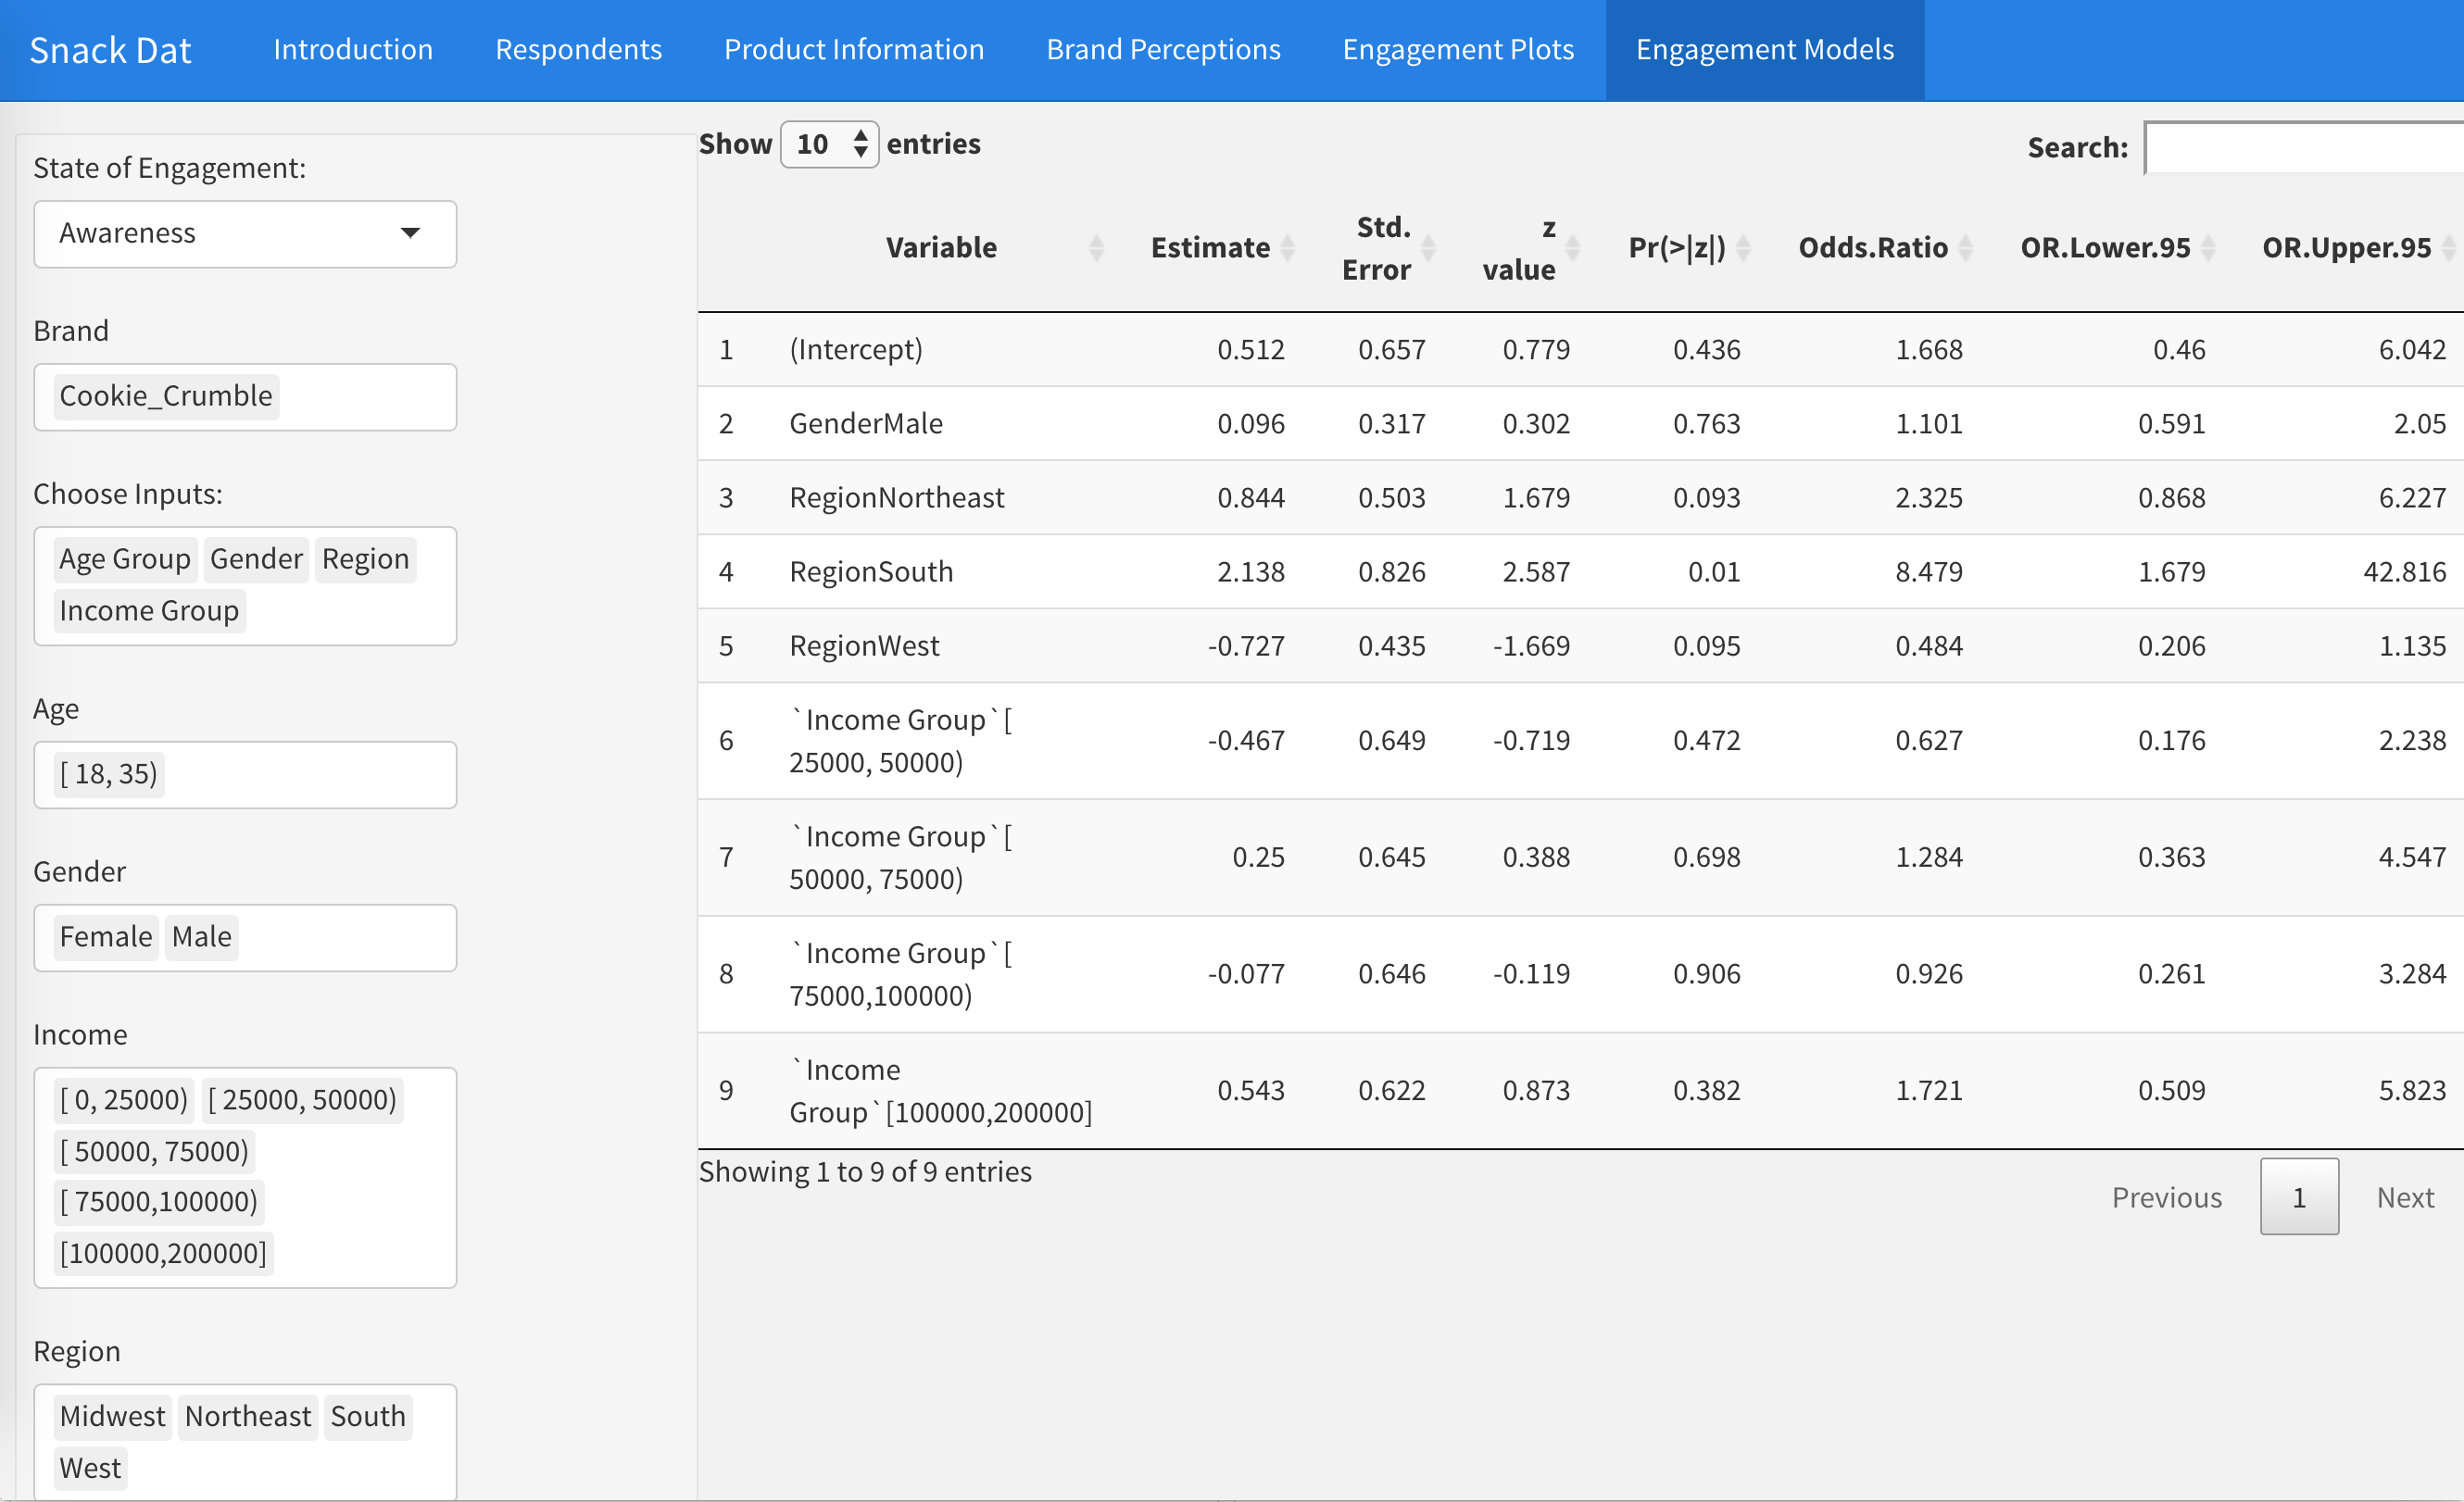 Snack Dat Introduction Respondents Product Information Brand Perceptions Engagement Plots Engagement Models
State of Engagement:
Awareness
Brand
Cookie_Crumble
Choose Inputs:
Age Group Gender Region
Income Group
Age
[ 18, 35)
Gender
Female Male
Income
[ 0, 25000) [ 25000, 50000)
[ 50000, 75000)
[ 75000,100000)
[100000,200000]
Region
Midwest Northeast South
West
Show 10 entries
Search:
Variable Estimate Std. Error z value Pr(>|z|) Odds.Ratio OR.Lower.95 OR.Upper.95
1 (Intercept) 0.512 0.657 0.779 0.436 1.668 0.46 6.042
2 GenderMale 0.096 0.317 0.302 0.763 1.101 0.591 2.05
3 RegionNortheast 0.844 0.503 1.679 0.093 2.325 0.868 6.227
4 RegionSouth 2.138 0.826 2.587 0.01 8.479 1.679 42.816
5 RegionWest -0.727 0.435 -1.669 0.095 0.484 0.206 1.135
6 `Income Group`[ 25000, 50000) -0.467 0.649 -0.719 0.472 0.627 0.176 2.238
7 `Income Group`[ 50000, 75000) 0.25 0.645 0.388 0.698 1.284 0.363 4.547
8 `Income Group`[ 75000,100000) -0.077 0.646 -0.119 0.906 0.926 0.261 3.284
9 `Income Group`[100000,200000] 0.543 0.622 0.873 0.382 1.721 0.509 5.823
Showing 1 to 9 of 9 entries
Previous 1 Next